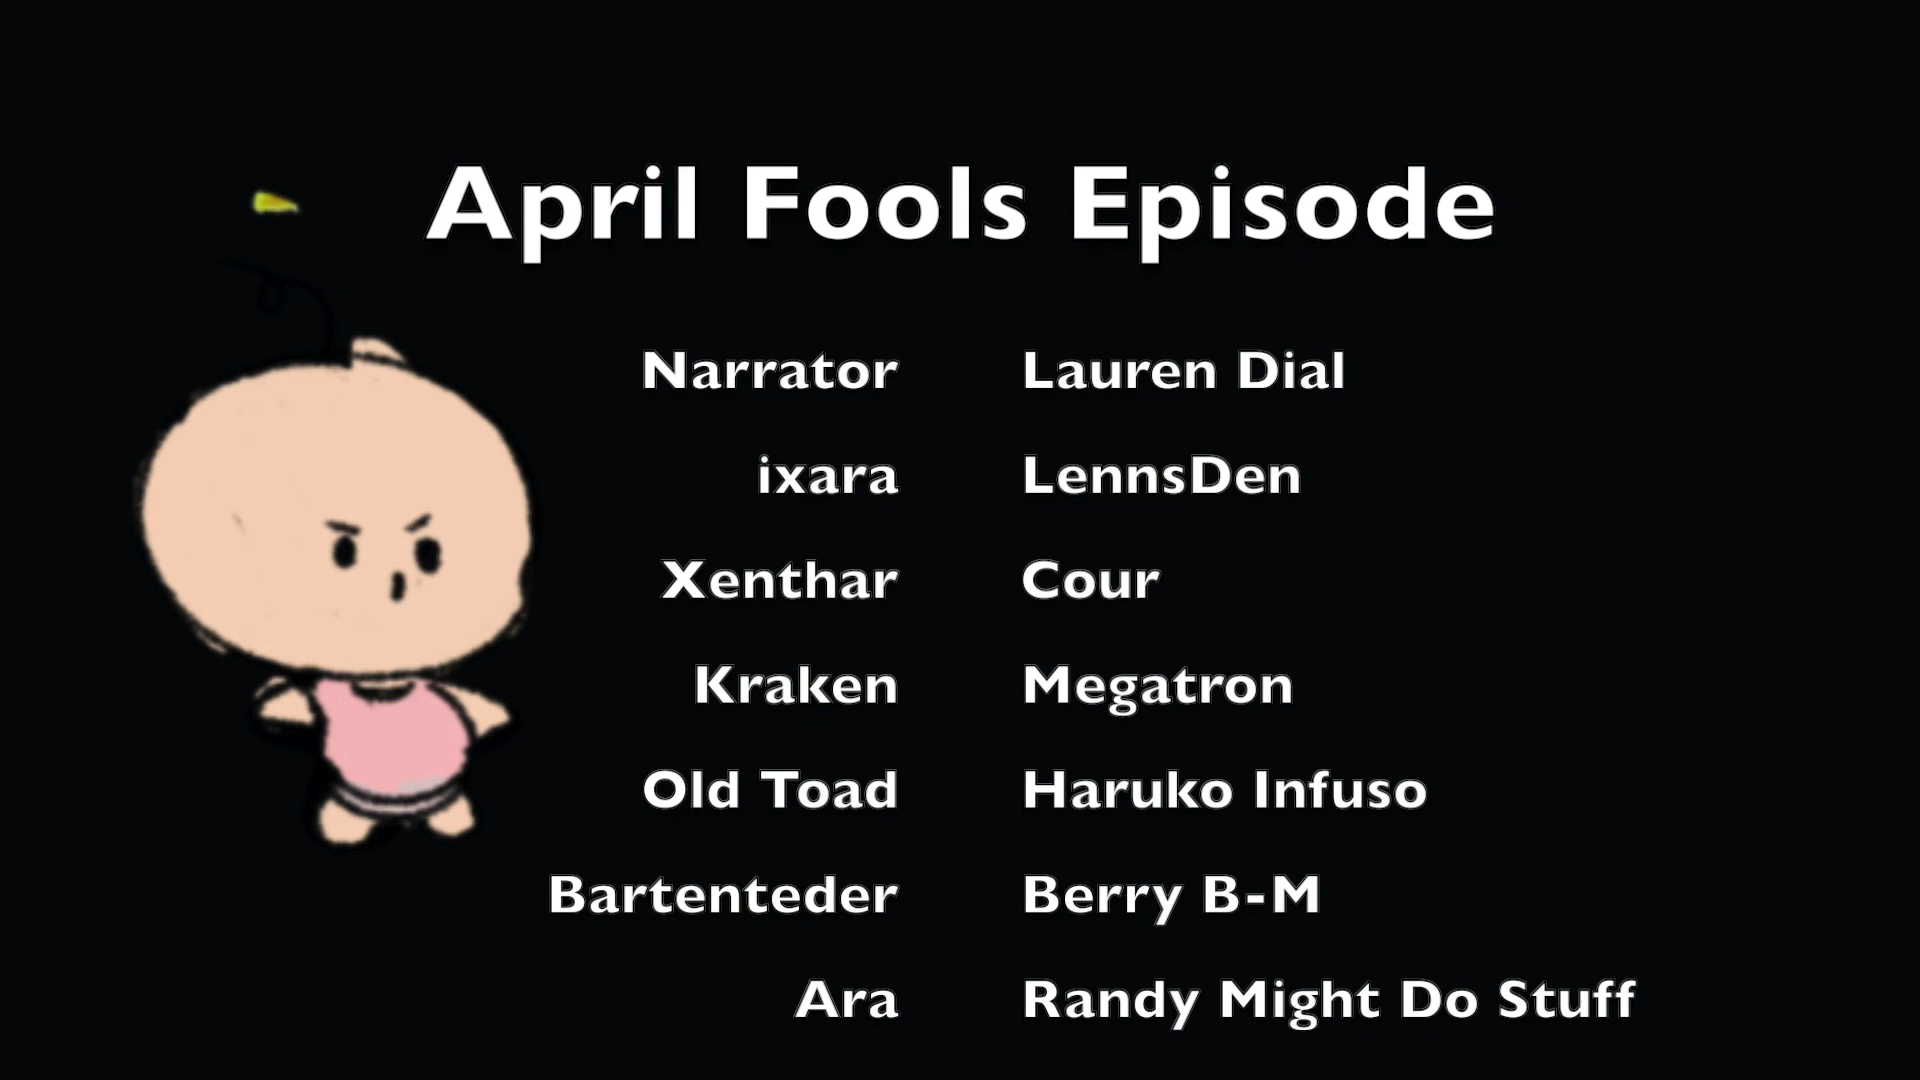 April Fools Episode
Narrator Lauren Dial
ixara LennsDen
Xenthar Cour
Kraken Megatron
Old Toad Haruko Infuso
Bartenteder Berry B-M
Ara Randy Might Do Stuff